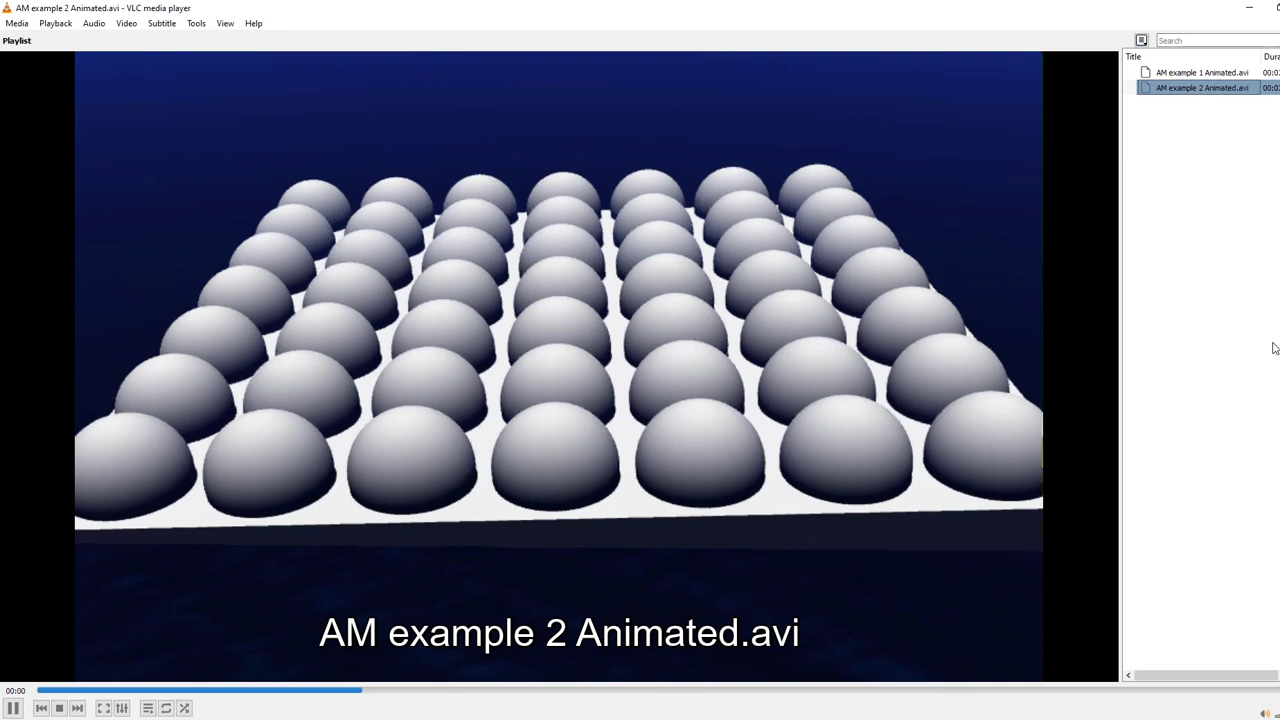 AM example 2 Animated.avi - VLC media player
Media Playback Audio Video Subtitle Tools View Help
Playlist
Search
Title
AM example 1 Animated.avi
AM example 2 Animated.avi
AM example 2 Animated.avi
00:00